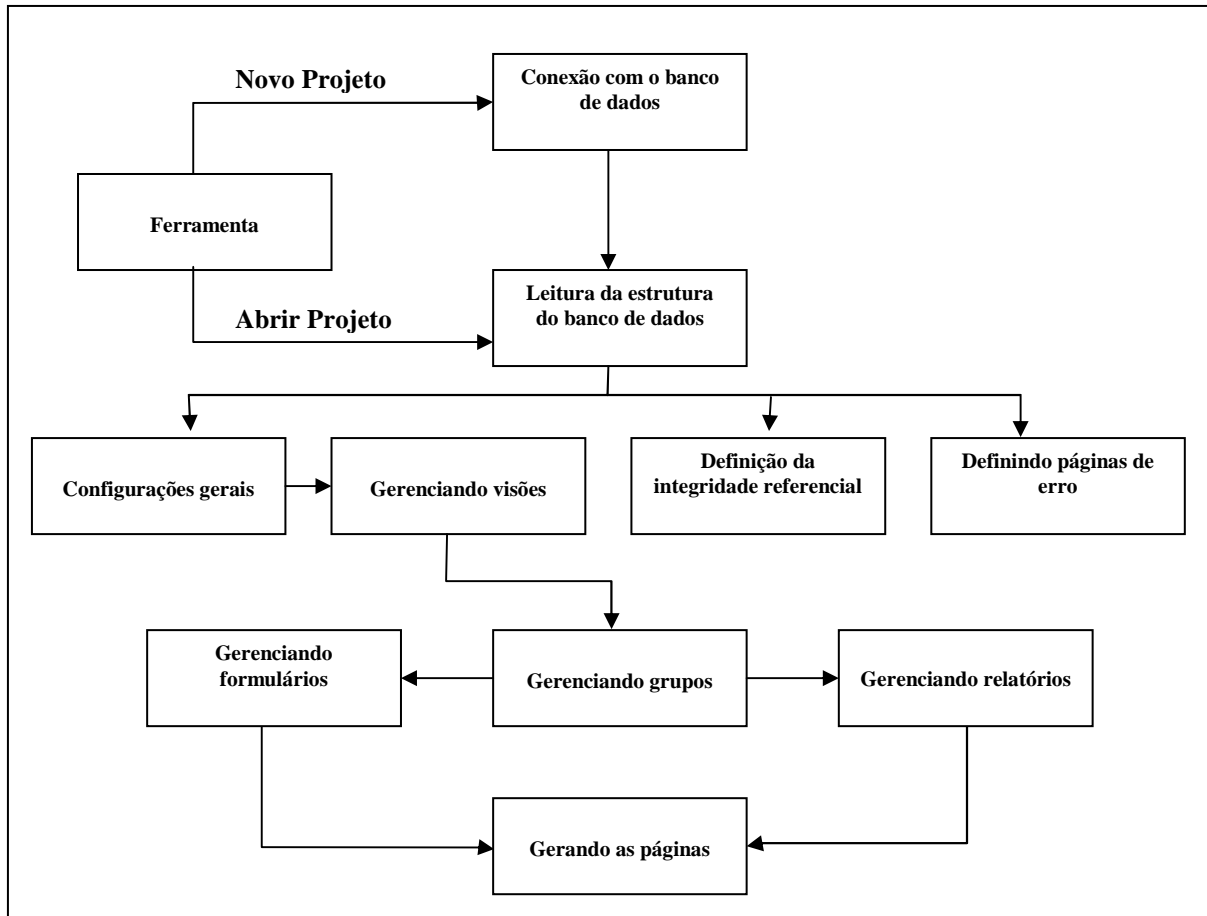 Novo Projeto
Conexão com o banco
de dados
Ferramenta
Abrir Projeto
Leitura da estrutura
do banco de dados
Configurações gerais
Gerenciando visões
Definição da
integridade referencial
Definindo páginas de
erro
Gerenciando
formulários
Gerenciando grupos
Gerenciando relatórios
Gerando as páginas